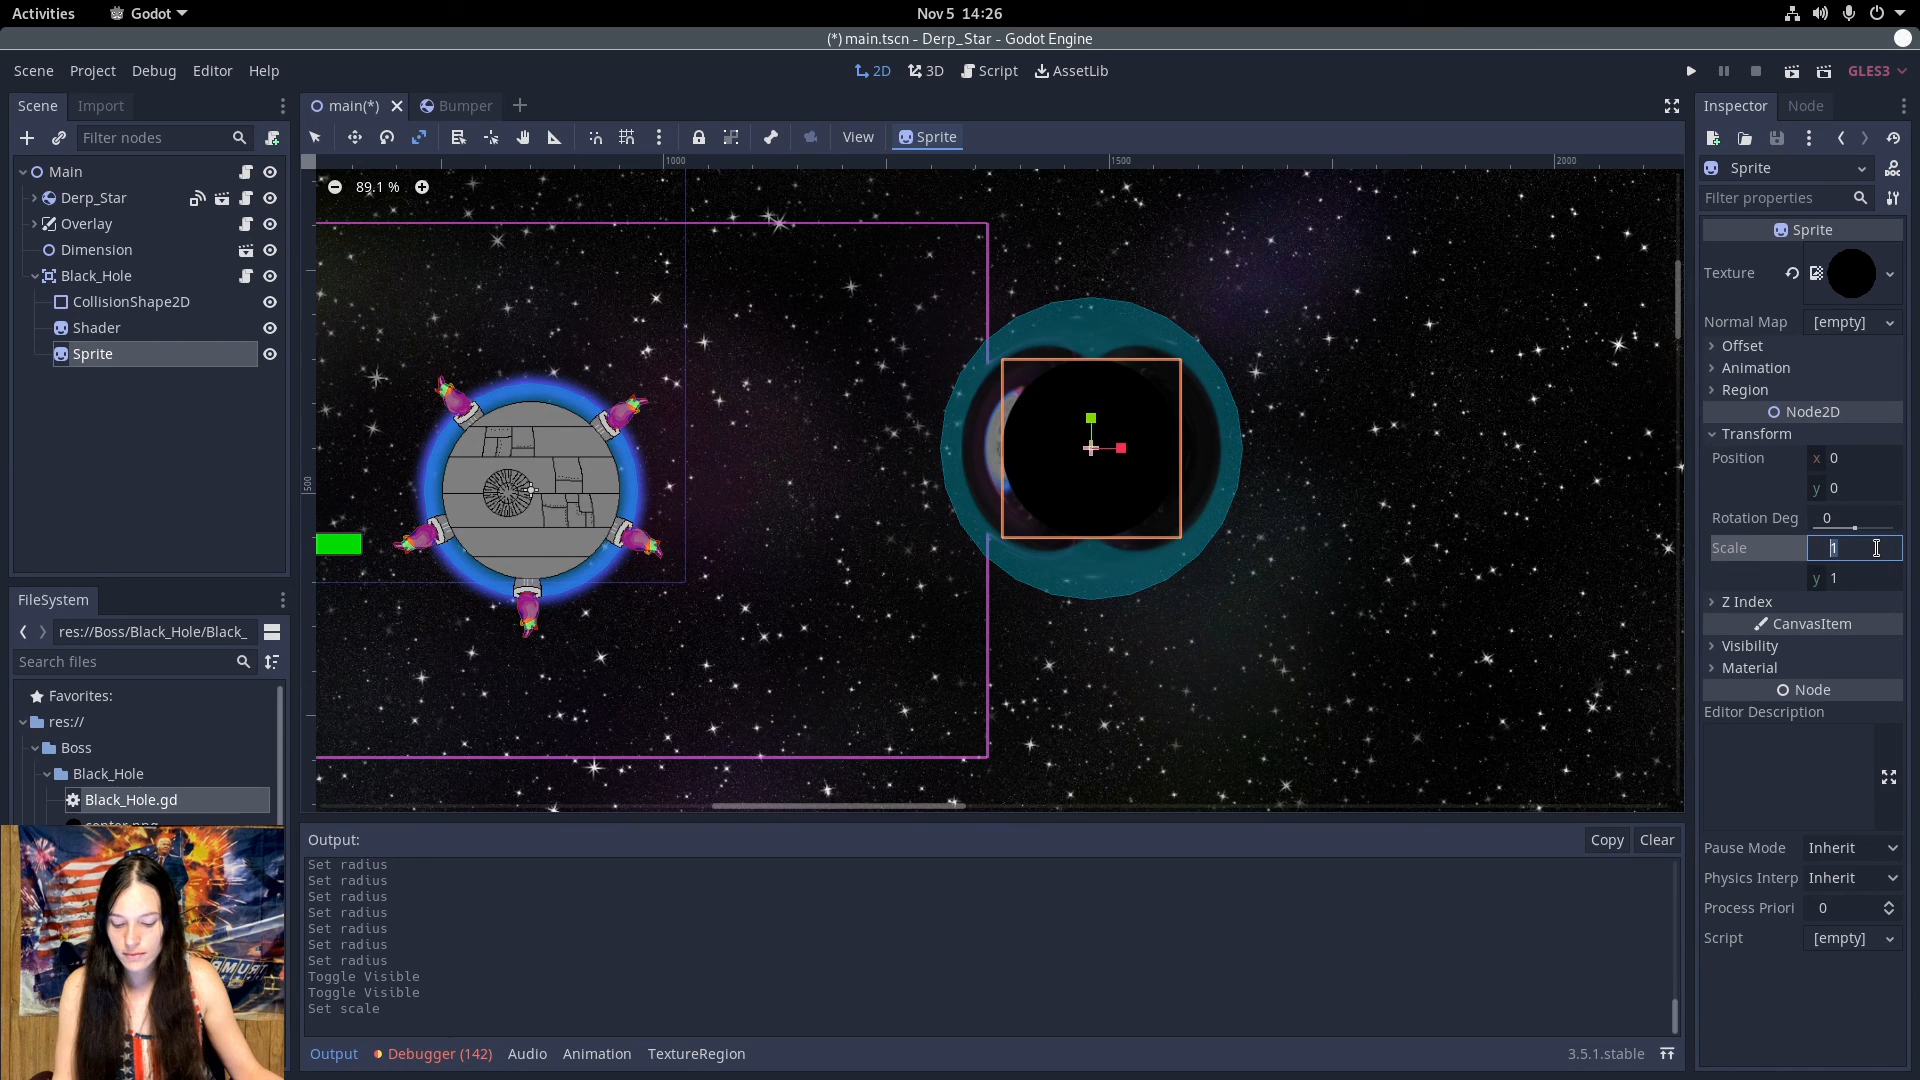 Activities
Godot
Nov 5 14:26
(*) main.tscn - Derp_Star - Godot Engine
Scene
Project
Debug
Editor
Help
2D
3D
Script
AssetLib
GLES3
Scene
Import
main(*)
Bumper
Inspector
Node
Filter nodes
View
Sprite
Main
Derp_Star
Overlay
Dimension
Black_Hole
CollisionShape2D
Shader
Sprite
1000
1500
2000
500
89.1 %
Sprite
Filter properties
Sprite
Texture
Normal Map
[empty]
Offset
Animation
Region
Node2D
Transform
Position
x 0
y 0
Rotation Deg
0
Scale
1
y 1
Z Index
CanvasItem
Visibility
Material
Node
Editor Description
Pause Mode
Inherit
Physics Interp
Inherit
Process Priori
0
Script
[empty]
FileSystem
res://Boss/Black_Hole/Black_
Search files
Favorites:
res://
Boss
Black_Hole
Black_Hole.gd
Output:
Copy
Clear
Set radius
Set radius
Set radius
Set radius
Set radius
Set radius
Set radius
Toggle Visible
Toggle Visible
Set scale
Output
Debugger (142)
Audio
Animation
TextureRegion
3.5.1.stable